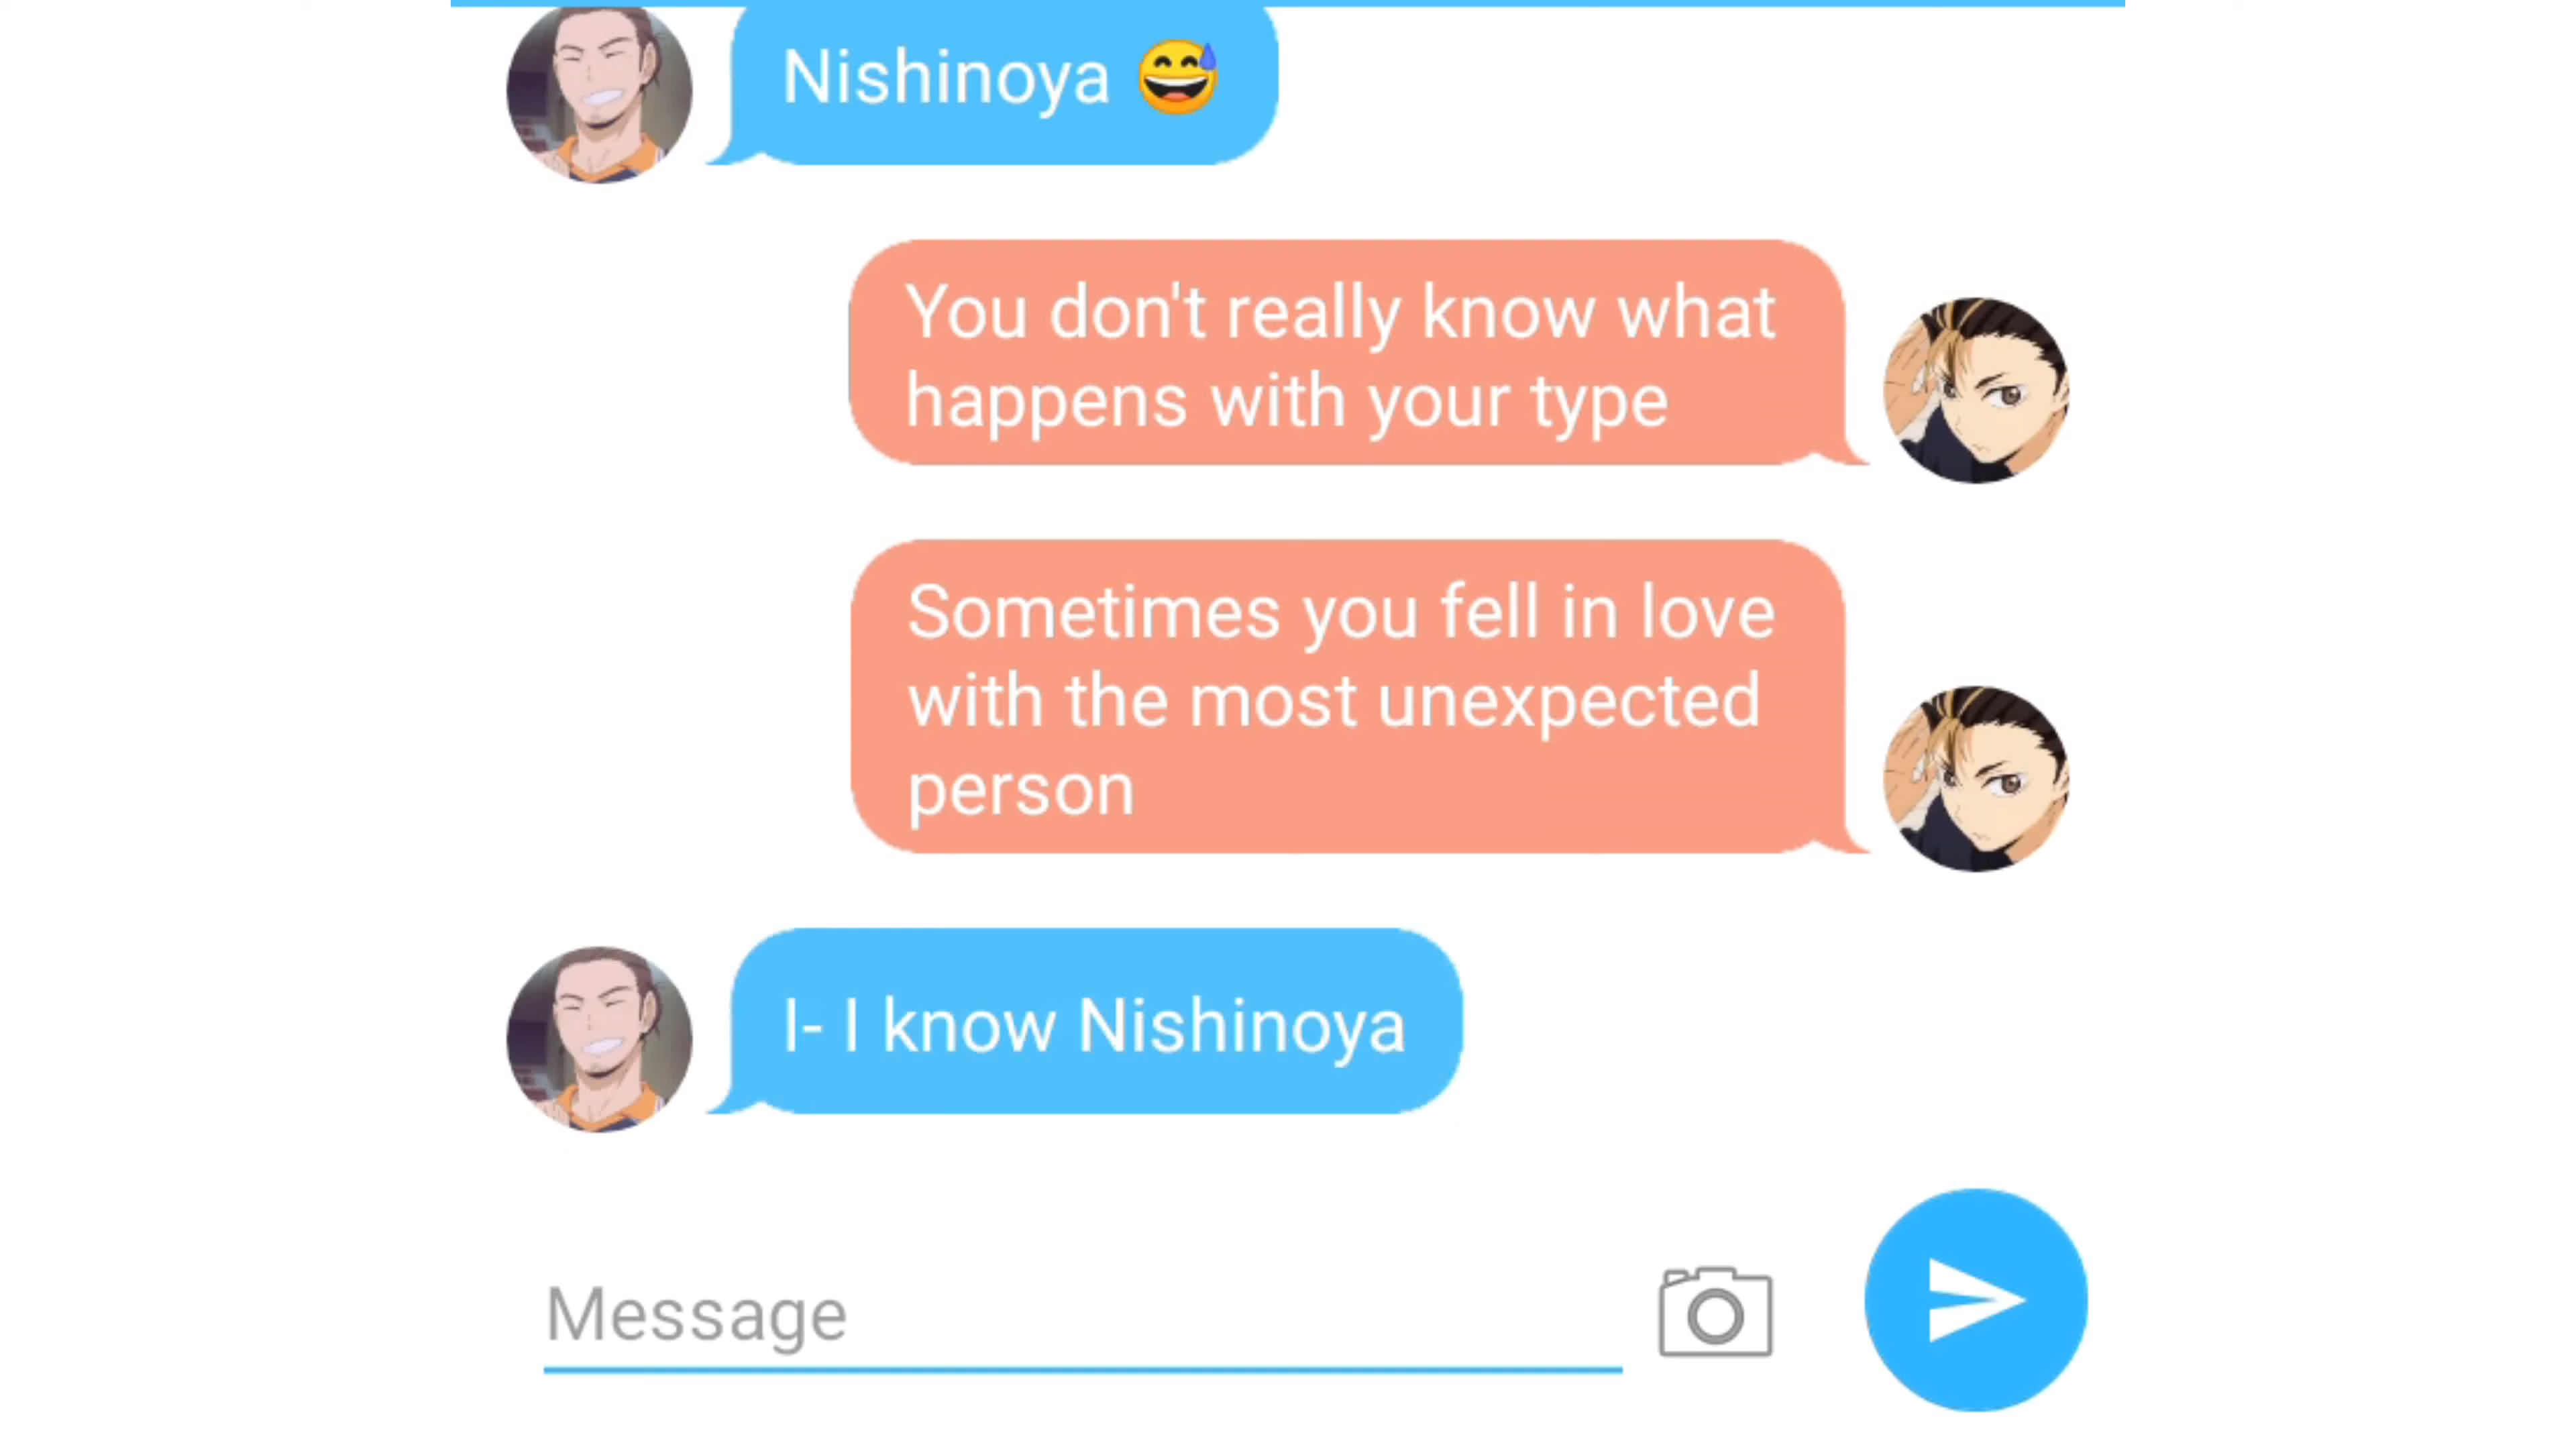 Nishinoya 😅
You don't really know what
happens with your type
Sometimes you fell in love
with the most unexpected
person
I- I know Nishinoya
Message